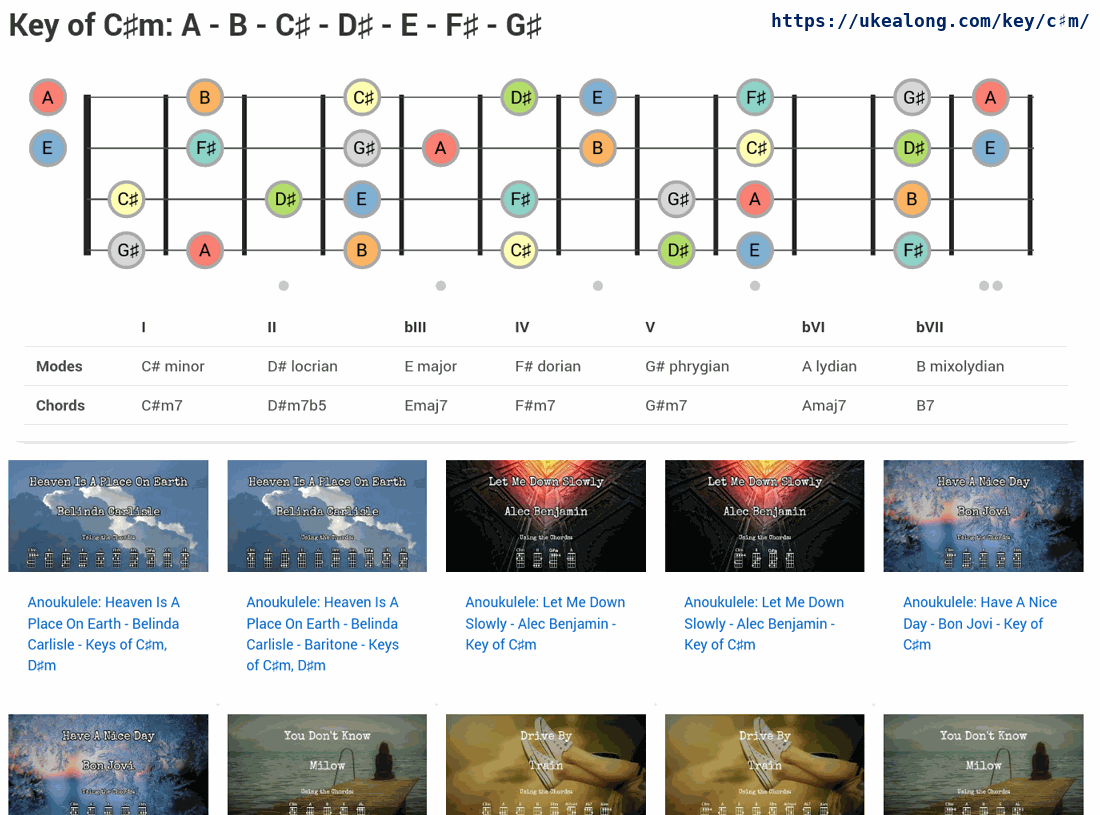 Key of C♯m: A - B - C♯ - D♯ - E - F♯ - G♯
https://ukealong.com/key/c♯m/
A B C♯ D♯ E F♯ G♯ A
E F♯ G♯ A B C♯ D♯ E
C♯ D♯ E F♯ G♯ A B
G♯ A B C♯ D♯ E F♯
I II bIII IV V bVI bVII
Modes C# minor D# locrian E major F# dorian G# phrygian A lydian B mixolydian
Chords C#m7 D#m7b5 Emaj7 F#m7 G#m7 Amaj7 B7
Heaven Is A Place On Earth
Belinda Carlisle
Using the Chords:
Heaven Is A Place On Earth
Belinda Carlisle
Using the Chords:
Let Me Down Slowly
Alec Benjamin
Using the Chords:
Let Me Down Slowly
Alec Benjamin
Using the Chords:
Have A Nice Day
Bon Jovi
Using the Chords:
Anoukulele: Heaven Is A
Place On Earth - Belinda
Carlisle - Keys of C♯m,
D♯m
Anoukulele: Heaven Is A
Place On Earth - Belinda
Carlisle - Baritone - Keys
of C♯m, D♯m
Anoukulele: Let Me Down
Slowly - Alec Benjamin -
Key of C♯m
Anoukulele: Let Me Down
Slowly - Alec Benjamin -
Key of C♯m
Anoukulele: Have A Nice
Day - Bon Jovi - Key of
C♯m
Have A Nice Day
Bon Jovi
Using the Chords:
You Don't Know
Milow
Using the Chords:
Drive By
Train
Using the Chords:
Drive By
Train
Using the Chords:
You Don't Know
Milow
Using the Chords: